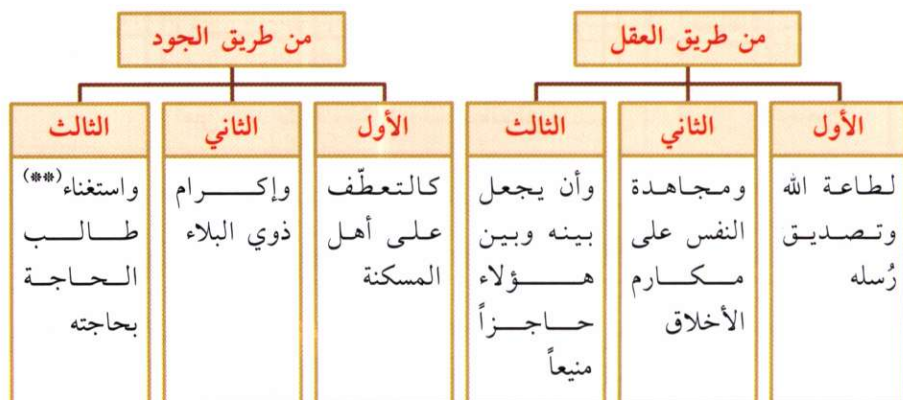 من طريق العقل
الأول
لطاعة الله
وتصديق
رُسله
الثاني
ومجاهدة
النفس على
مكارم
الأخلاق
الثالث
وأن يجعل
بينه وبين
هؤلاء
حاجزاً
منيعاً
من طريق الجود
الأول
كالتعطّف
على أهل
المسكنة
الثاني
وإكرام
ذوي البلاء
الثالث
واستغناء(**)
طالب
الحاجة
بحاجته